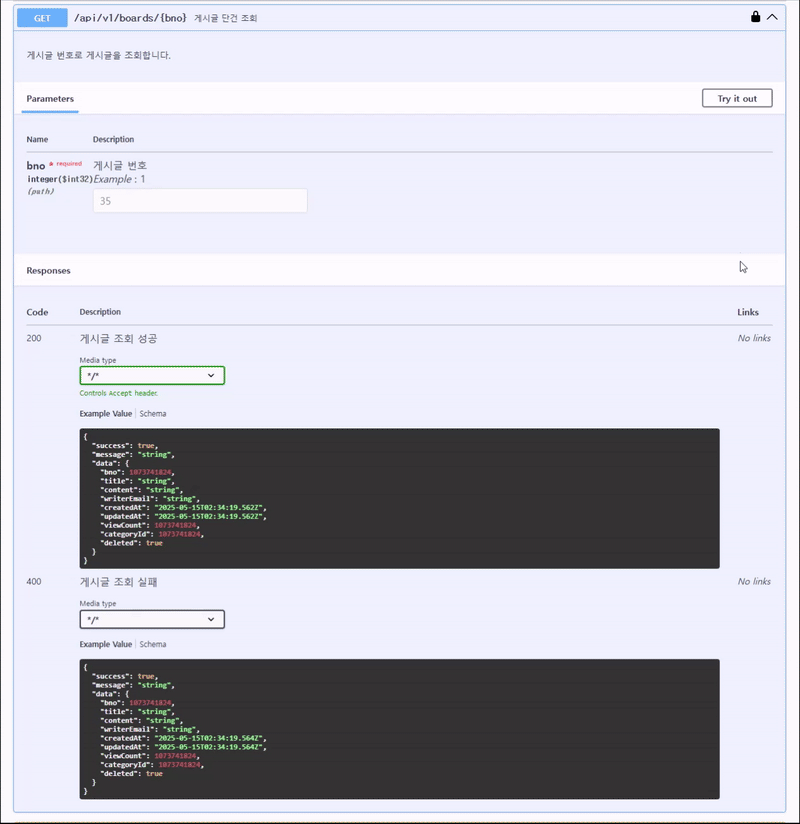 GET /api/v1/boards/{bno} 게시글 단건 조회
게시글 번호로 게시글을 조회합니다.
Parameters
Try it out
Name Description
bno * required 게시글 번호
integer($int32) Example : 1
(path)
35
Responses
Code Description Links
200 게시글 조회 성공 No links
Media type
*/*
Controls Accept header.
Example Value Schema
{
"success": true,
"message": "string",
"data": {
"bno": 1073741824,
"title": "string",
"content": "string",
"writerEmail": "string",
"createdAt": "2025-05-15T02:34:19.562Z",
"updatedAt": "2025-05-15T02:34:19.562Z",
"viewCount": 1073741824,
"categoryId": 1073741824,
"deleted": true
}
}
400 게시글 조회 실패 No links
Media type
*/*
Example Value Schema
{
"success": true,
"message": "string",
"data": {
"bno": 1073741824,
"title": "string",
"content": "string",
"writerEmail": "string",
"createdAt": "2025-05-15T02:34:19.564Z",
"updatedAt": "2025-05-15T02:34:19.564Z",
"viewCount": 1073741824,
"categoryId": 1073741824,
"deleted": true
}
}